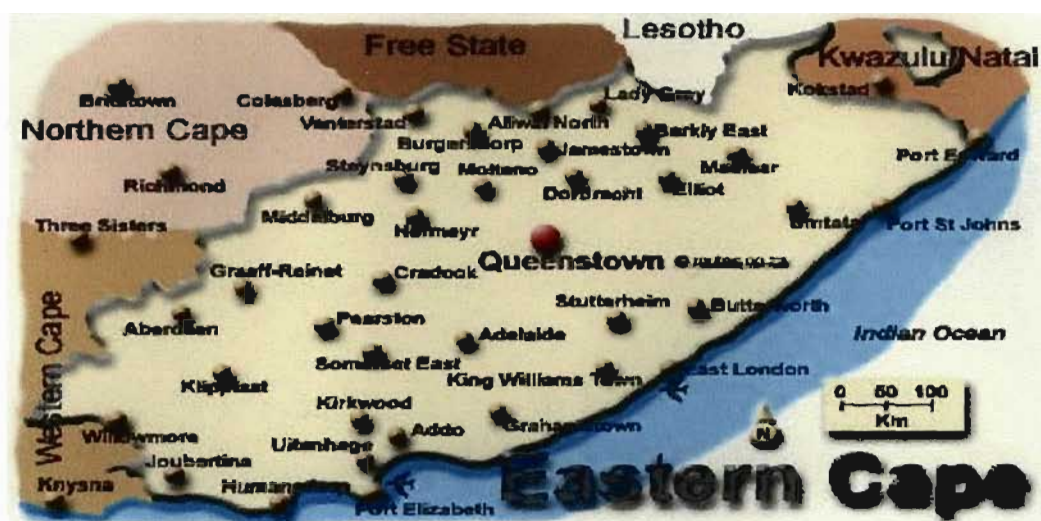 Free State
Lesotho
Kwazulu/Natal
Britstown
Colesberg
Lady Grey
Kokstad
Northern Cape
Venterstad
Aliwal North
Burgersdorp
Barkly East
Jamestown
Port Edward
Steynsburg
Molteno
Maclear
Richmond
Dordrecht
Elliot
Middelburg
Three Sisters
Hofmeyr
Umtata
Port St Johns
Queenstown
Graaff-Reinet
Cradock
Stutterheim
Butterworth
Aberdeen
Pearston
Adelaide
Indian Ocean
Western Cape
Somerset East
East London
Klipplaat
King Williams Town
0 50 100
Km
Kirkwood
Grahamstown
Willowmore
Uitenhage
Addo
N
Joubertina
Knysna
Port Elizabeth
Eastern Cape